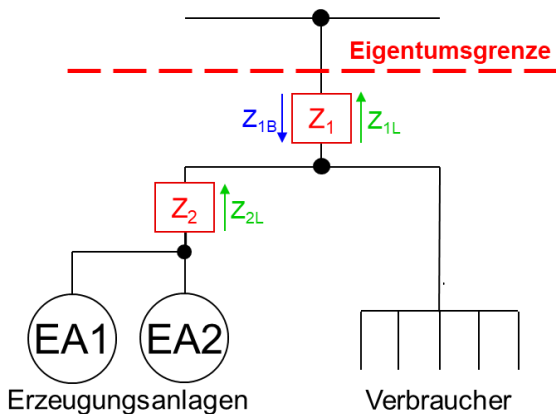 Eigentumsgrenze
Z1B
Z1
Z1L
Z2
Z2L
EA1
EA2
Erzeugungsanlagen
Verbraucher